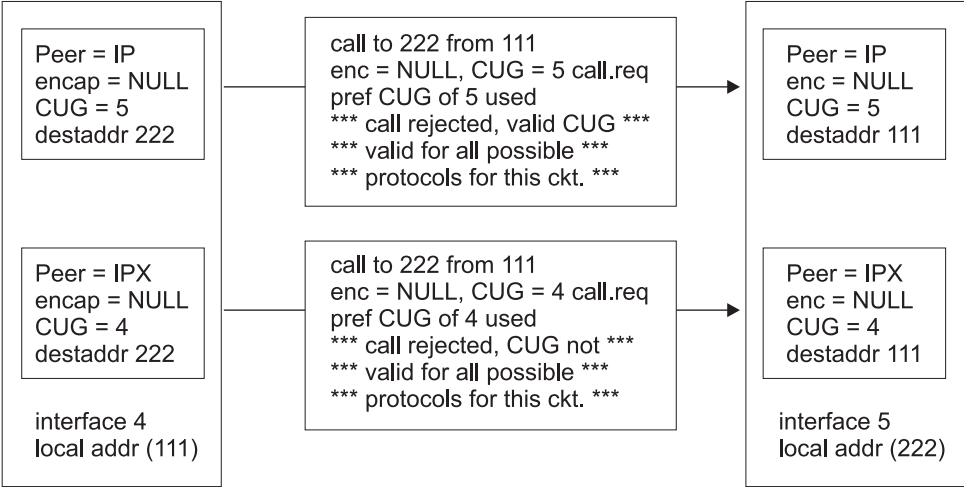 Peer = IP
encap = NULL
CUG = 5
destaddr 222
call to 222 from 111
enc = NULL, CUG = 5 call.req
pref CUG of 5 used
*** call rejected, valid CUG ***
*** valid for all possible ***
*** protocols for this ckt. ***
Peer = IP
enc = NULL
CUG = 5
destaddr 111
Peer = IPX
encap = NULL
CUG = 4
destaddr 222
call to 222 from 111
enc = NULL, CUG = 4 call.req
pref CUG of 4 used
*** call rejected, CUG not ***
*** valid for all possible ***
*** protocols for this ckt. ***
Peer = IPX
enc = NULL
CUG = 4
destaddr 111
interface 4
local addr (111)
interface 5
local addr (222)